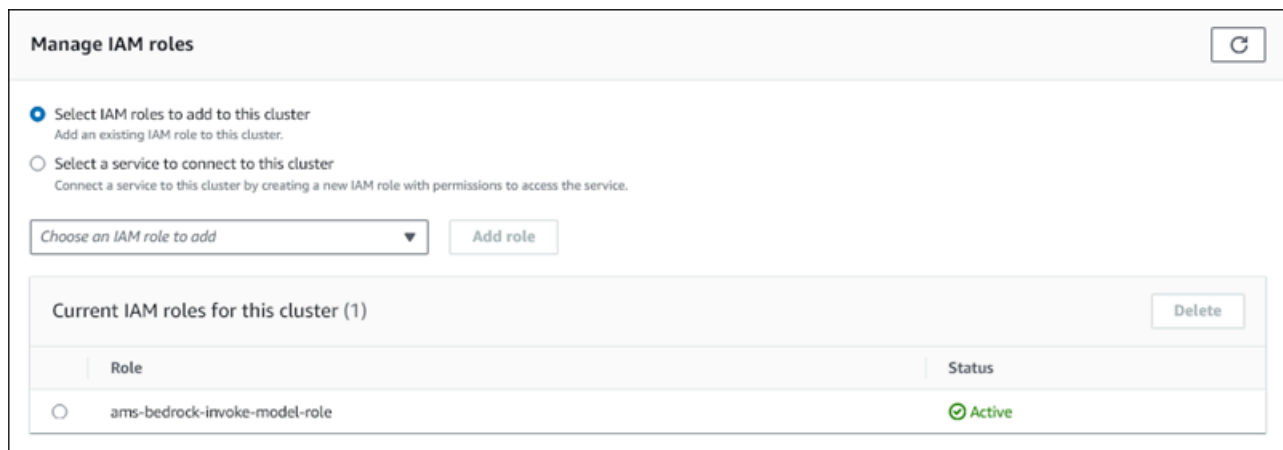 Manage IAM roles
Select IAM roles to add to this cluster
Add an existing IAM role to this cluster.
Select a service to connect to this cluster
Connect a service to this cluster by creating a new IAM role with permissions to access the service.
Choose an IAM role to add
Add role
Current IAM roles for this cluster (1)
Delete
Role Status
ams-bedrock-invoke-model-role Active